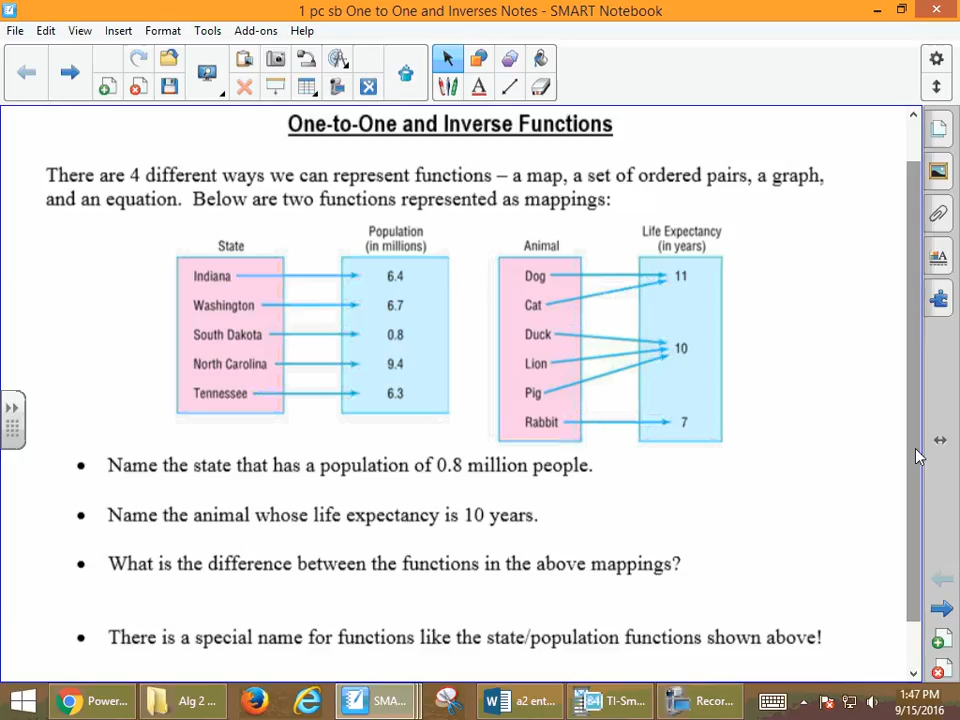 1 pc sb One to One and Inverses Notes - SMART Notebook
File Edit View Insert Format Tools Add-ons Help
One-to-One and Inverse Functions
There are 4 different ways we can represent functions – a map, a set of ordered pairs, a graph,
and an equation. Below are two functions represented as mappings:
State
Population
(in millions)
Indiana 6.4
Washington 6.7
South Dakota 0.8
North Carolina 9.4
Tennessee 6.3
Animal
Life Expectancy
(in years)
Dog
Cat
Duck
Lion
Pig
Rabbit
11
10
7
• Name the state that has a population of 0.8 million people.
• Name the animal whose life expectancy is 10 years.
• What is the difference between the functions in the above mappings?
• There is a special name for functions like the state/population functions shown above!
Power...
Alg 2 ...
SMA...
a2 ent...
TI-Sm...
Recor...
1:47 PM
9/15/2016